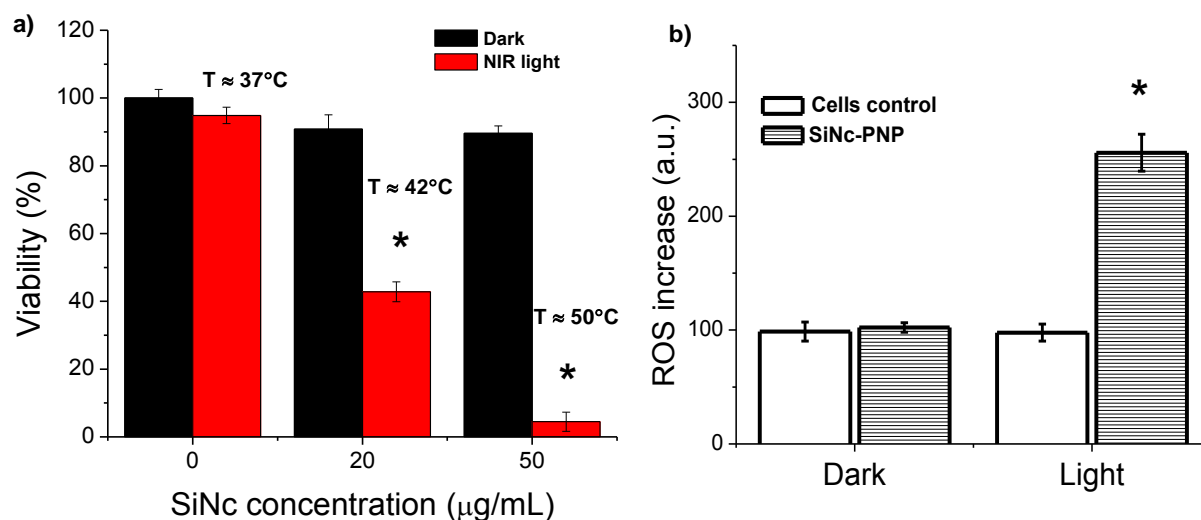 a)
120
100
80
60
40
20
0
Viability (%)
Dark
NIR light
T ≈ 37°C
T ≈ 42°C
*
T ≈ 50°C
*
0 20 50
SiNc concentration (μg/mL)
b)
300
200
100
0
ROS increase (a.u.)
Cells control
SiNc-PNP
*
Dark Light